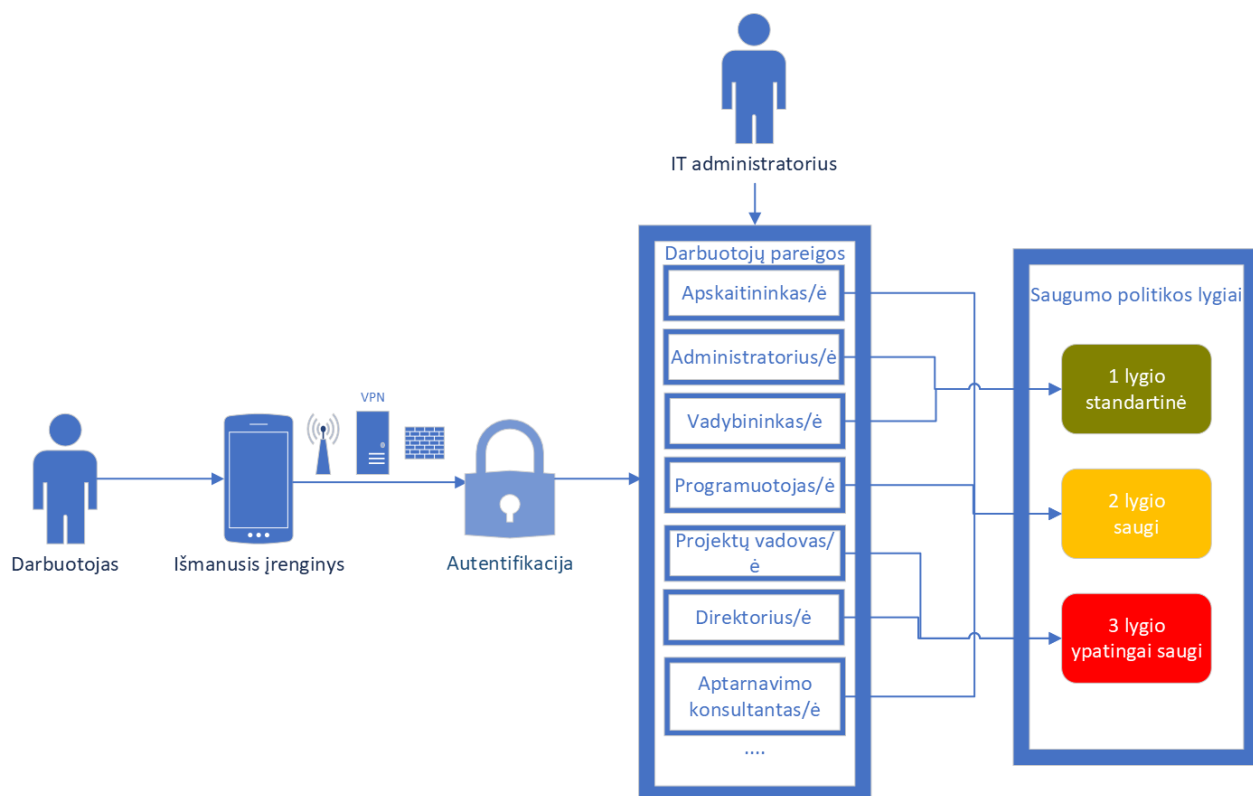 IT administratorius
Darbuotojų pareigos
Apskaitininkas/ė
Administratorius/ė
Vadybininkas/ė
Programuotojas/ė
Projektų vadovas/
ė
Direktorius/ė
Aptarnavimo
konsultantas/ė
....
Saugumo politikos lygiai
1 lygio
standartinė
2 lygio
saugi
3 lygio
ypatingai saugi
VPN
Darbuotojas
Išmanusis įrenginys
Autentifikacija